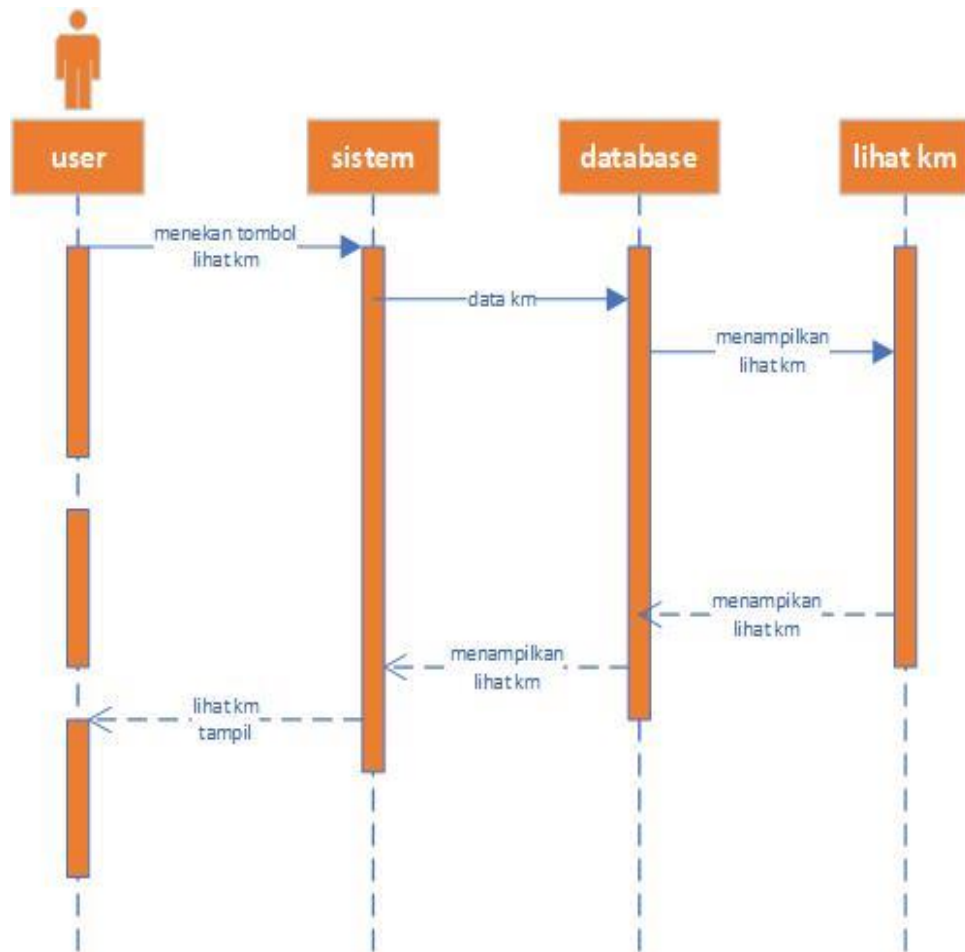 user
sistem
database
lihat km
menekan tombol
lihat km
data km
menampilkan
lihat km
menampikan
lihat km
menampilkan
lihat km
lihat km
tampil